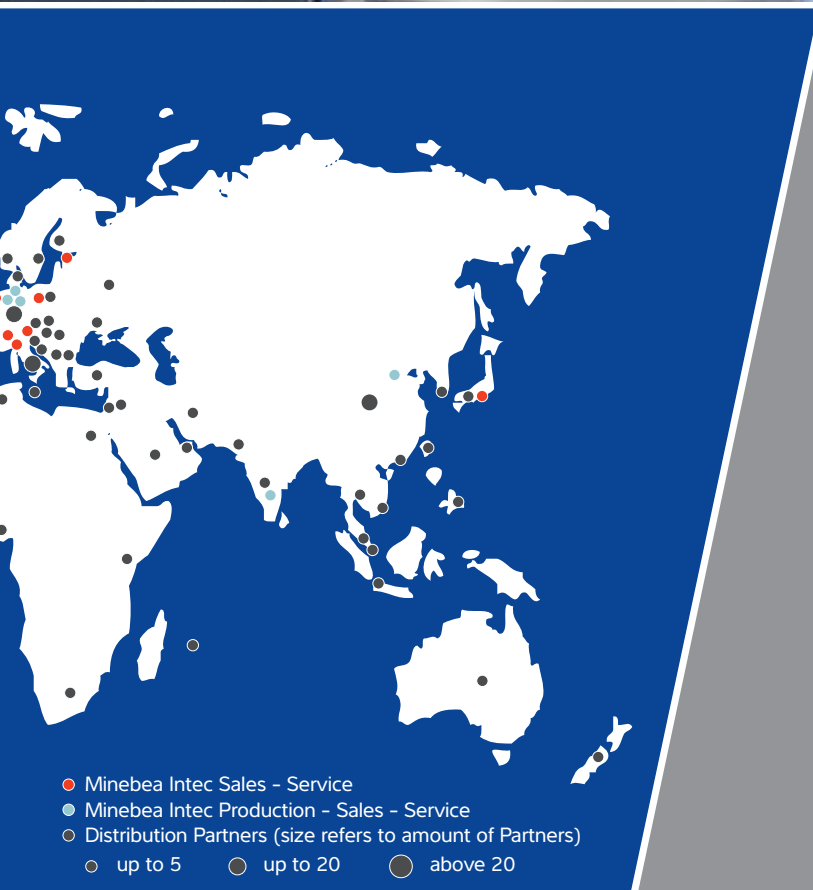 Minebea Intec Sales - Service
Minebea Intec Production - Sales - Service
Distribution Partners (size refers to amount of Partners)
up to 5 up to 20 above 20